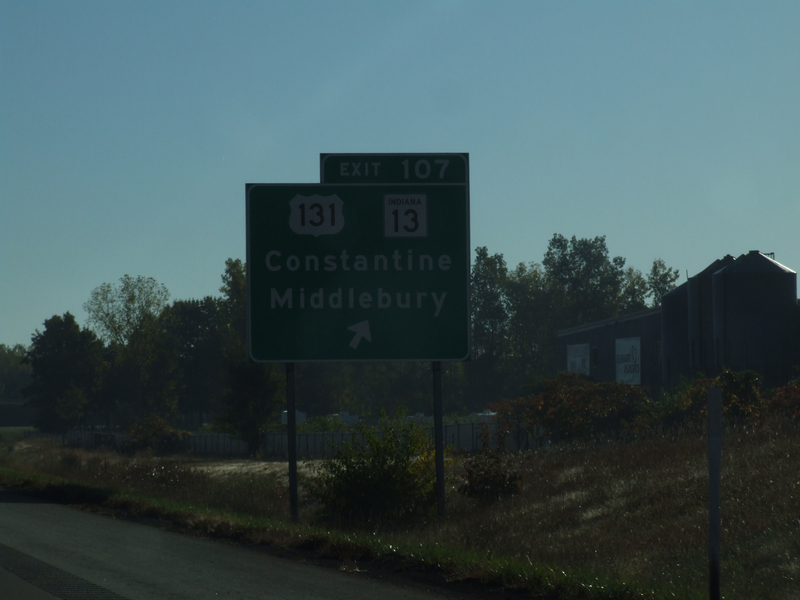 EXIT 107
131
INDIANA
13
Constantine
Middlebury